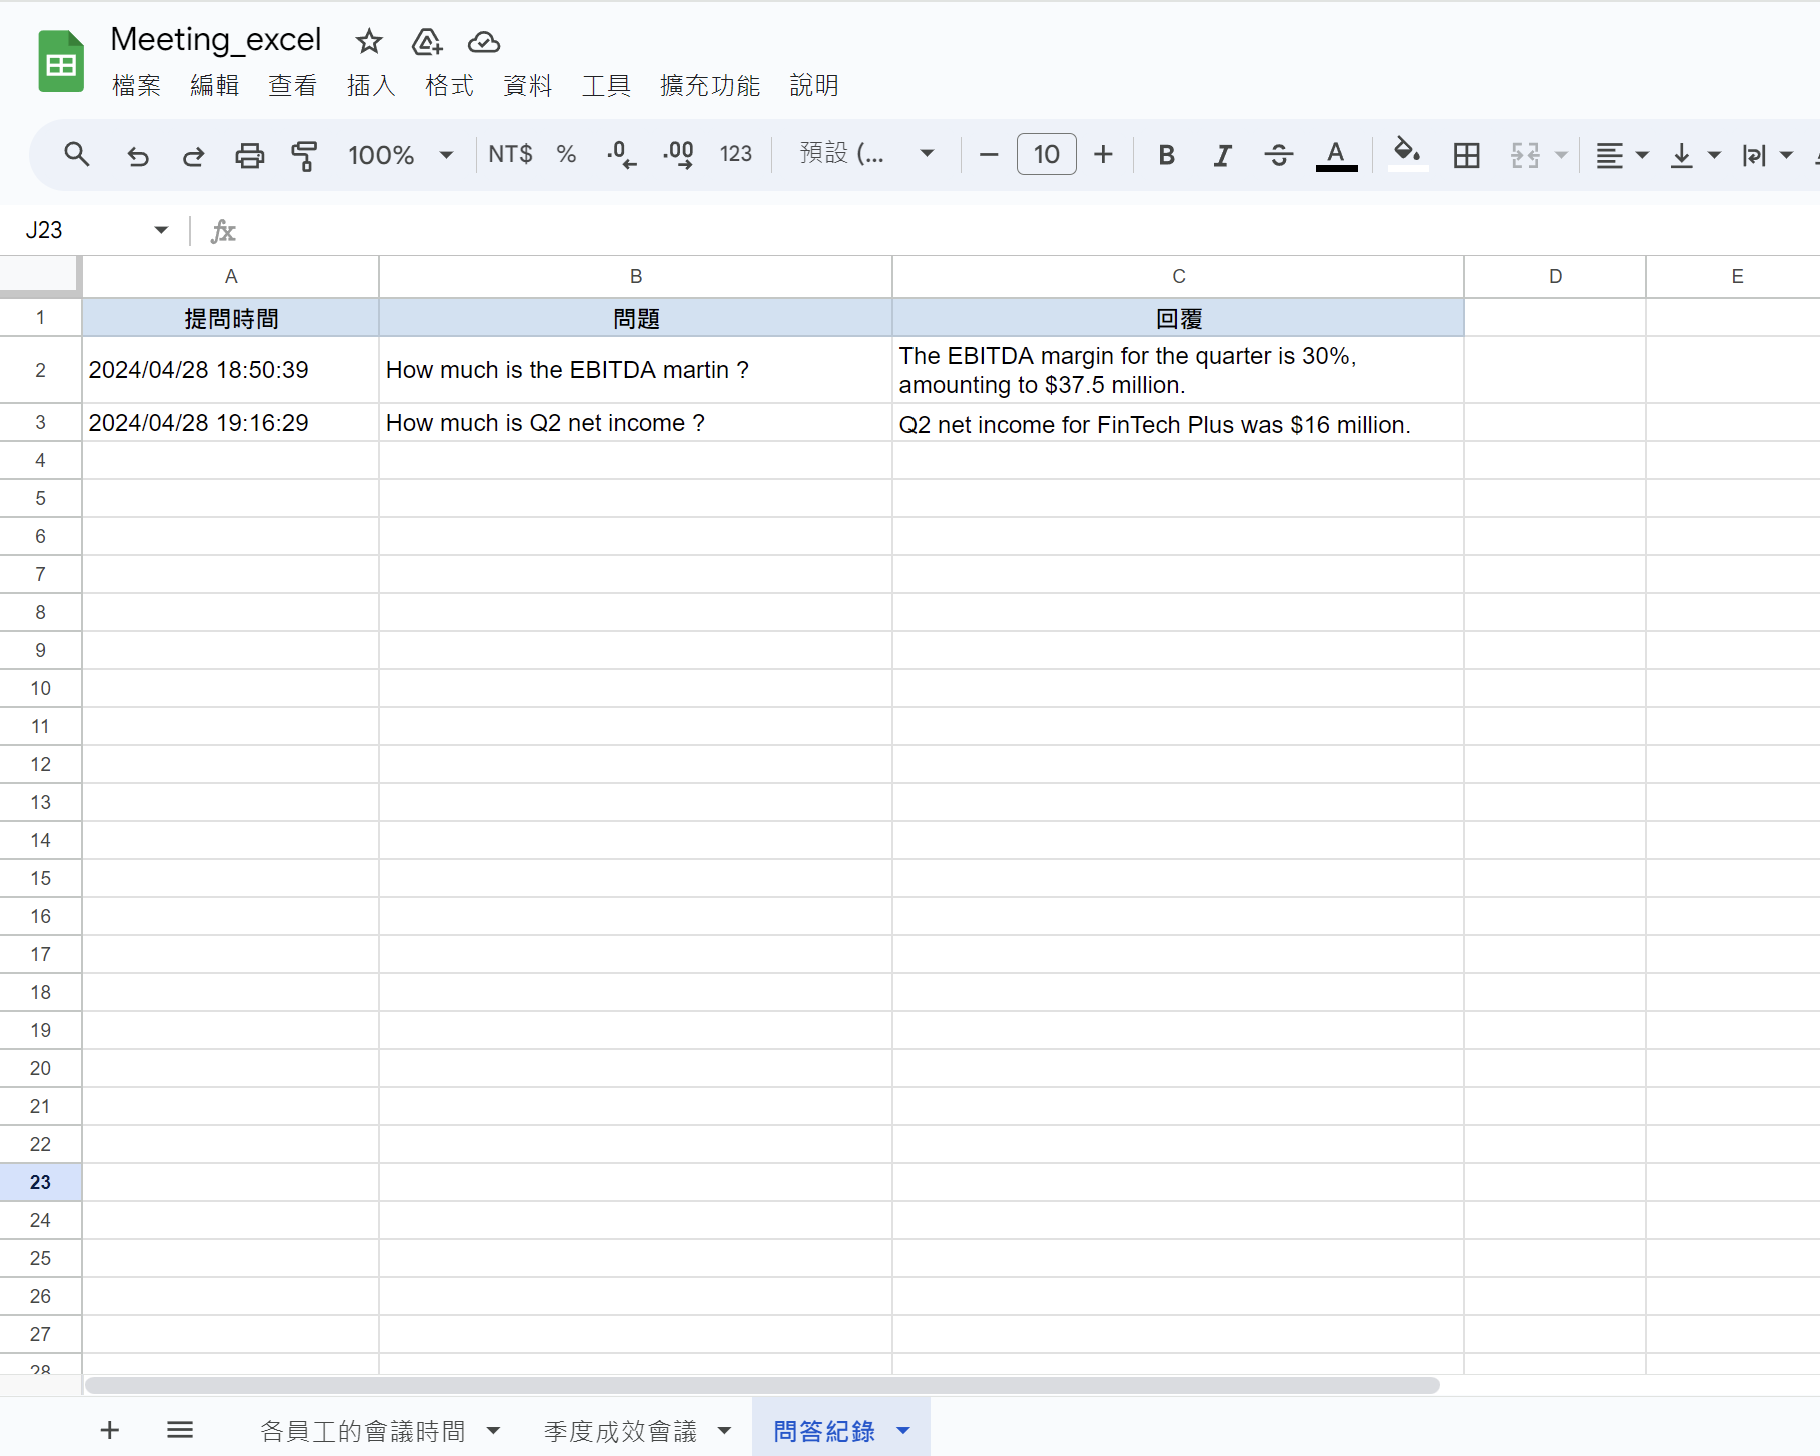 Meeting_excel
檔案 編輯 查看 插入 格式 資料 工具 擴充功能 說明
100% NT$ % .0 .00 123 預設 (... 10 B I A
J23 fx
A B C D E
1 提問時間 問題 回覆
2 2024/04/28 18:50:39 How much is the EBITDA martin ? The EBITDA margin for the quarter is 30%,
amounting to $37.5 million.
3 2024/04/28 19:16:29 How much is Q2 net income ? Q2 net income for FinTech Plus was $16 million.
4
5
6
7
8
9
10
11
12
13
14
15
16
17
18
19
20
21
22
23
24
25
26
27
28
各員工的會議時間 季度成效會議 問答紀錄